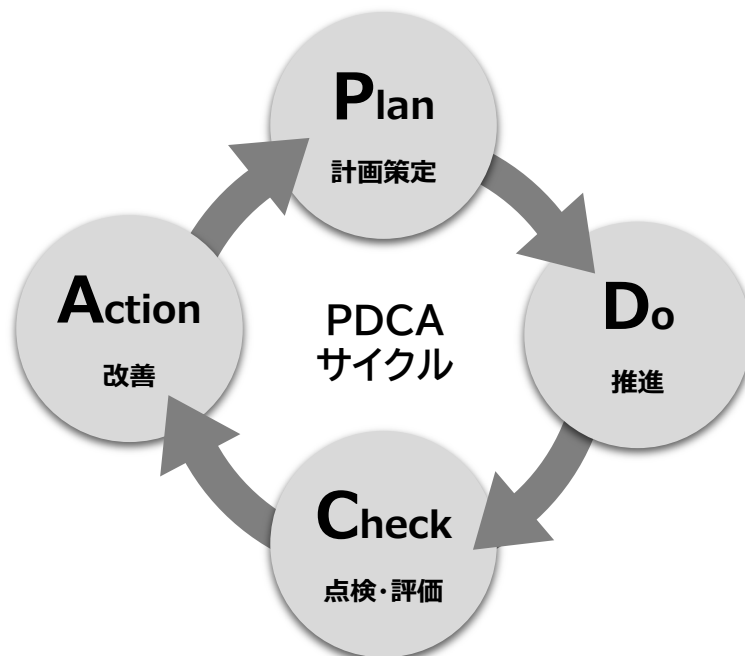 Plan
計画策定
Do
推進
Check
点検・評価
Action
改善
PDCA
サイクル